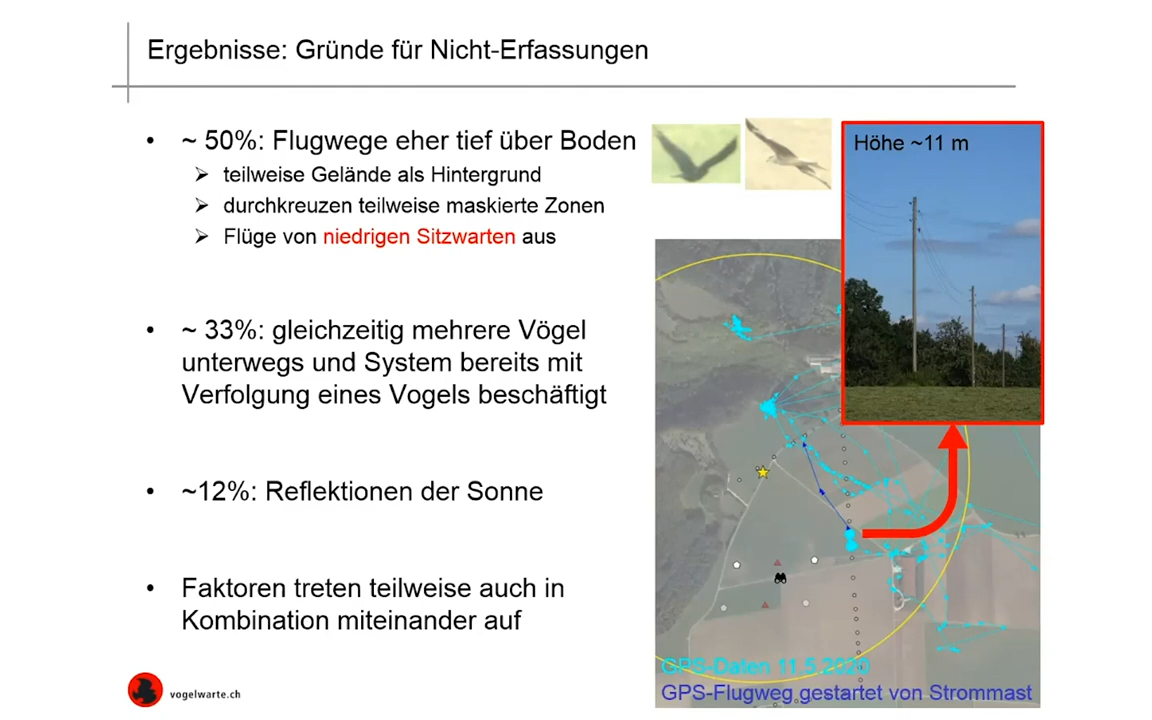 Ergebnisse: Gründe für Nicht-Erfassungen
• ~ 50%: Flugwege eher tief über Boden
➢ teilweise Gelände als Hintergrund
➢ durchkreuzen teilweise maskierte Zonen
➢ Flüge von niedrigen Sitzwarten aus
• ~ 33%: gleichzeitig mehrere Vögel
unterwegs und System bereits mit
Verfolgung eines Vogels beschäftigt
• ~12%: Reflektionen der Sonne
• Faktoren treten teilweise auch in
Kombination miteinander auf
vogelwarte.ch
Höhe ~11 m
GPS-Daten 11.5.2020
GPS-Flugweg gestartet von Strommast